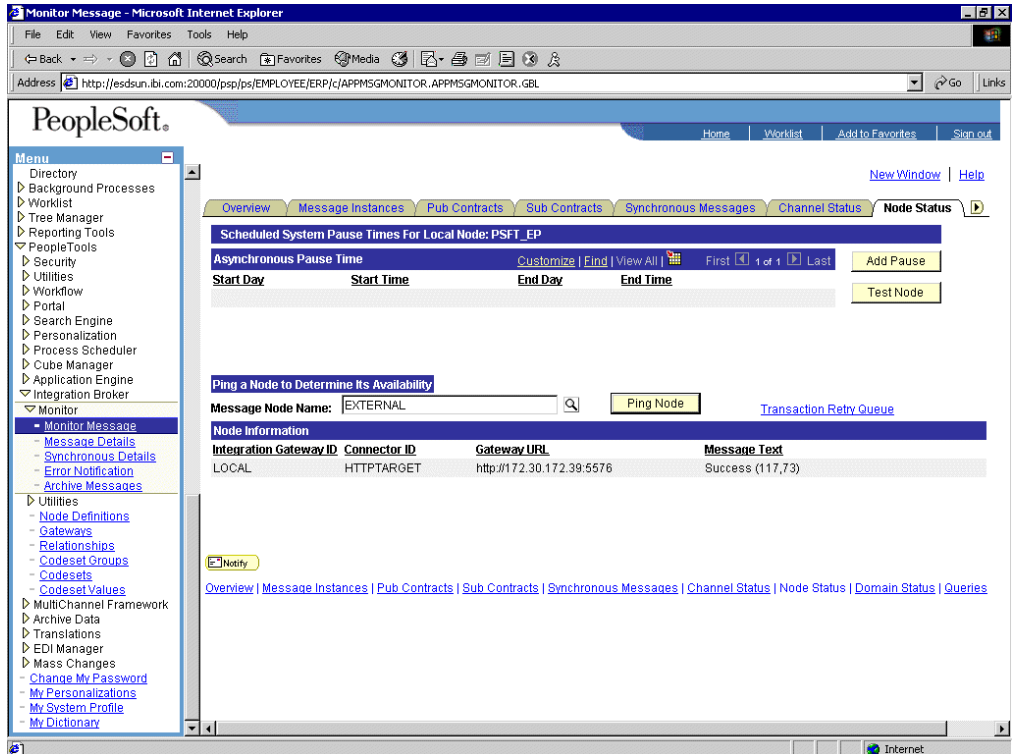 Monitor Message - Microsoft Internet Explorer
File Edit View Favorites Tools Help
Back Search Favorites Media
Address http://esdsun.ibi.com:20000/psp/ps/EMPLOYEE/ERP/c/APPMSGMONITOR.APPMSGMONITOR.GBL Go Links
PeopleSoft®
Home Worklist Add to Favorites Sign out
Menu
New Window | Help
Directory
Background Processes
Worklist
Tree Manager
Reporting Tools
PeopleTools
Security
Utilities
Workflow
Portal
Search Engine
Personalization
Process Scheduler
Cube Manager
Application Engine
Integration Broker
Monitor
Monitor Message
Message Details
Synchronous Details
Error Notification
Archive Messages
Utilities
Node Definitions
Gateways
Relationships
Codeset Groups
Codesets
Codeset Values
MultiChannel Framework
Archive Data
Translations
EDI Manager
Mass Changes
Change My Password
My Personalizations
My System Profile
My Dictionary
Overview Message Instances Pub Contracts Sub Contracts Synchronous Messages Channel Status Node Status
Scheduled System Pause Times For Local Node: PSFT_EP
Asynchronous Pause Time Customize | Find | View All | First 1 of 1 Last Add Pause
Start Day Start Time End Day End Time
Test Node
Ping a Node to Determine Its Availability
Message Node Name: EXTERNAL Ping Node Transaction Retry Queue
Node Information
Integration Gateway ID Connector ID Gateway URL Message Text
LOCAL HTTPTARGET http://172.30.172.39:5576 Success (117,73)
Notify
Overview | Message Instances | Pub Contracts | Sub Contracts | Synchronous Messages | Channel Status | Node Status | Domain Status | Queries
Internet